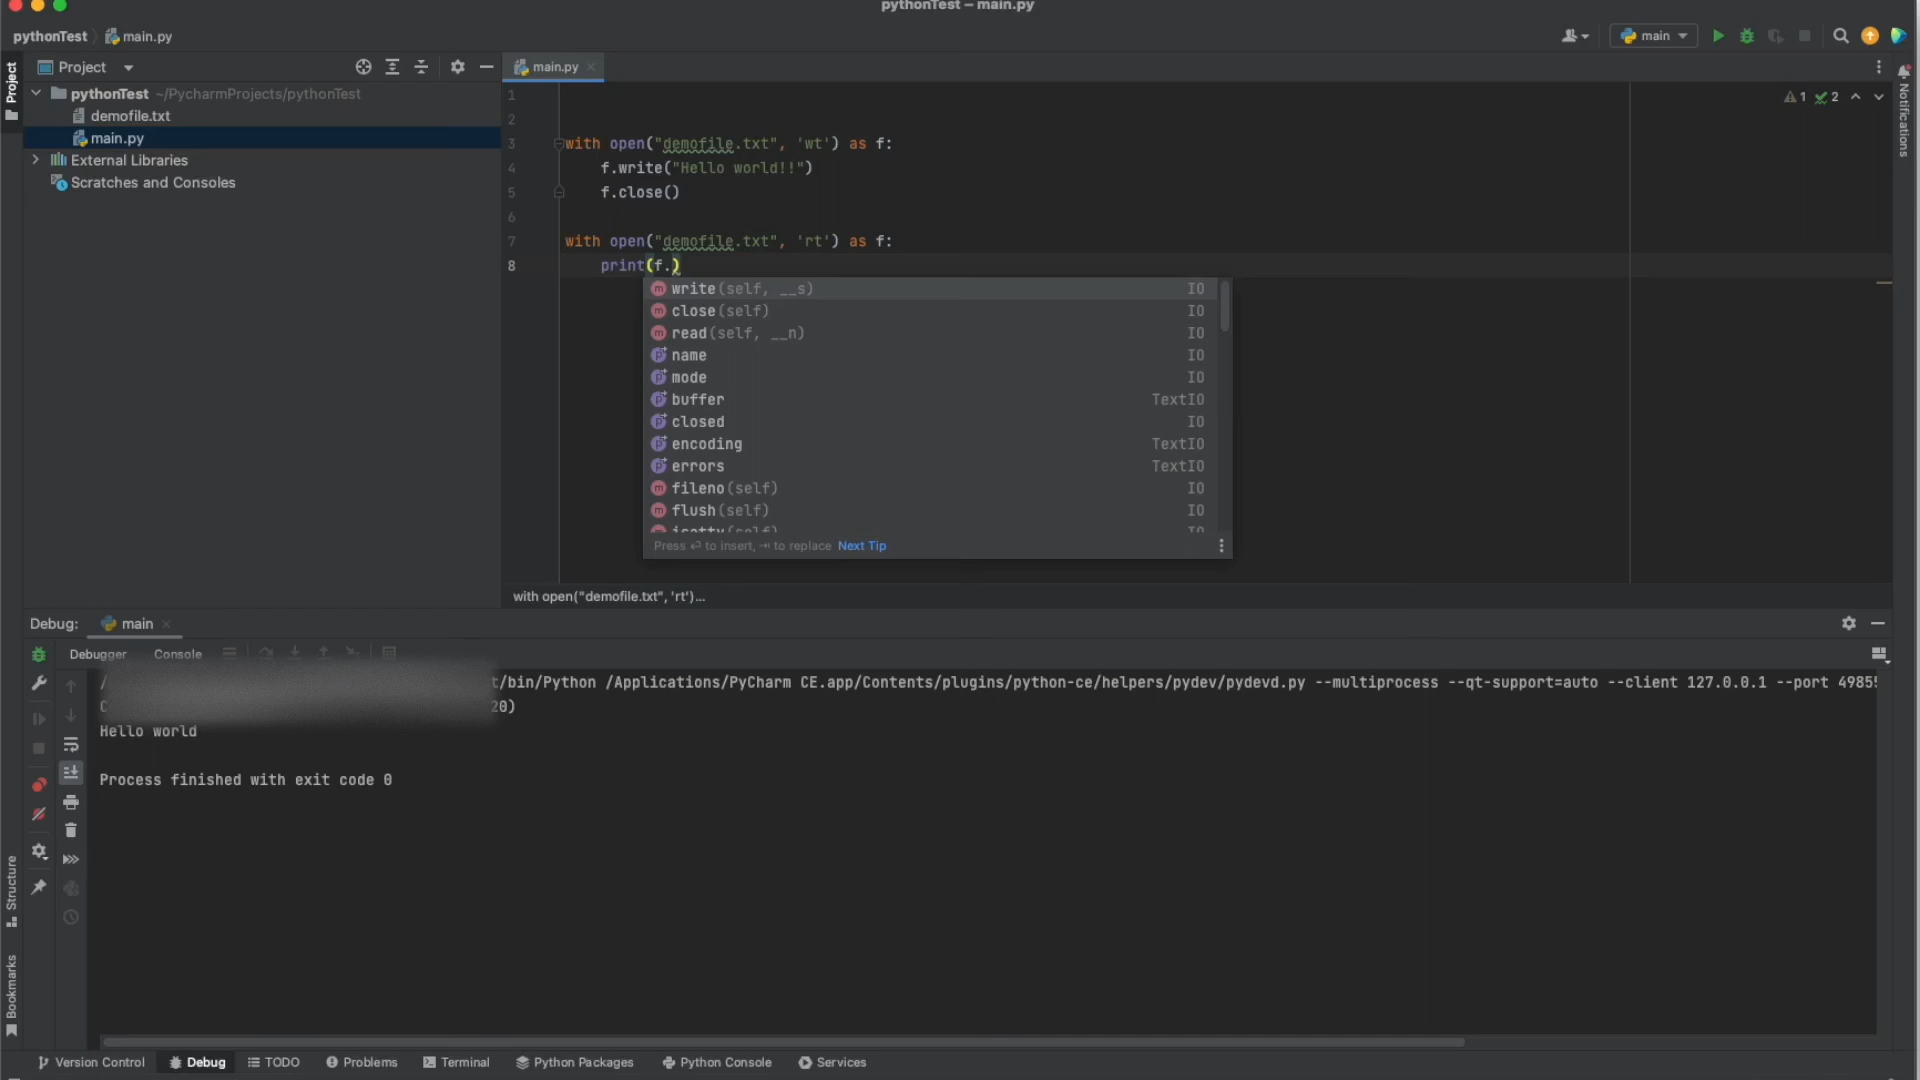 pythonTest – main.py
pythonTest main.py
main
Project
main.py
Project
pythonTest ~/PycharmProjects/pythonTest
demofile.txt
main.py
External Libraries
Scratches and Consoles
1 2
Notifications
1
2
3 with open("demofile.txt", 'wt') as f:
4 f.write("Hello world!!")
5 f.close()
6
7 with open("demofile.txt", 'rt') as f:
8 print(f.)
write(self, __s) IO
close(self) IO
read(self, __n) IO
name IO
mode IO
buffer TextIO
closed IO
encoding TextIO
errors TextIO
fileno(self) IO
flush(self) IO
isatty(self) IO
Press ↵ to insert, ⇥ to replace Next Tip
with open("demofile.txt", 'rt')...
Debug: main
Debugger Console
/ t/bin/Python /Applications/PyCharm CE.app/Contents/plugins/python-ce/helpers/pydev/pydevd.py --multiprocess --qt-support=auto --client 127.0.0.1 --port 4985
C 20)
Hello world
Process finished with exit code 0
Structure
Bookmarks
Version Control Debug TODO Problems Terminal Python Packages Python Console Services